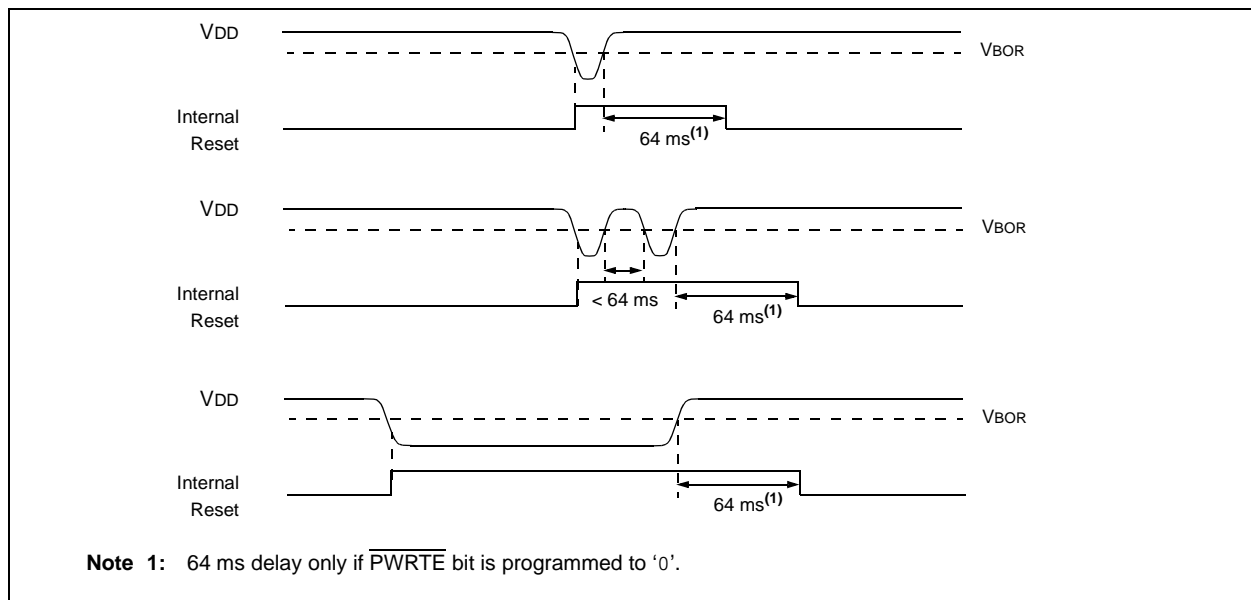 VDD
VBOR
Internal
Reset
64 ms(1)
VDD
VBOR
Internal
Reset
< 64 ms
64 ms(1)
VDD
VBOR
Internal
Reset
64 ms(1)
Note 1: 64 ms delay only if PWRTE bit is programmed to ‘0’.